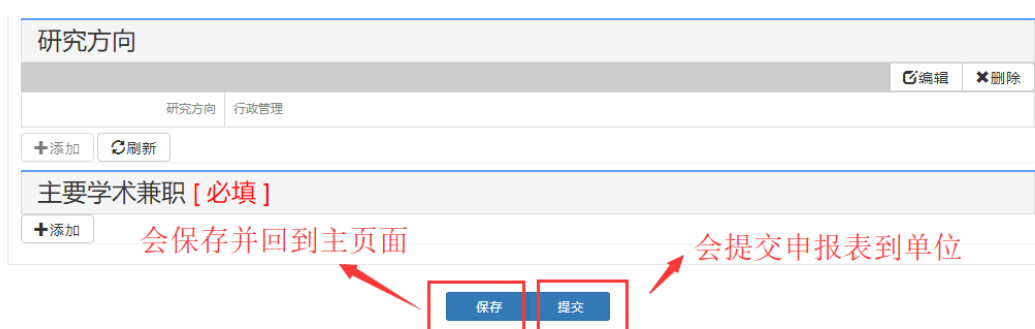 研究方向
编辑 删除
研究方向 行政管理
添加 刷新
主要学术兼职 [ 必填 ]
添加
会保存并回到主页面
会提交申报表到单位
保存 提交